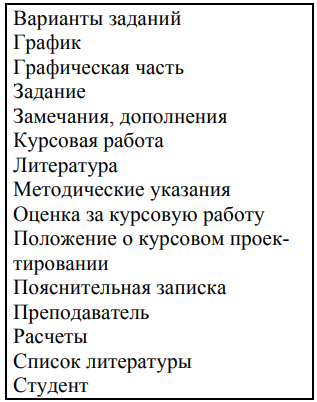 Варианты заданий
График
Графическая часть
Задание
Замечания, дополнения
Курсовая работа
Литература
Методические указания
Оценка за курсовую работу
Положение о курсовом проек-
тировании
Пояснительная записка
Преподаватель
Расчеты
Список литературы
Студент